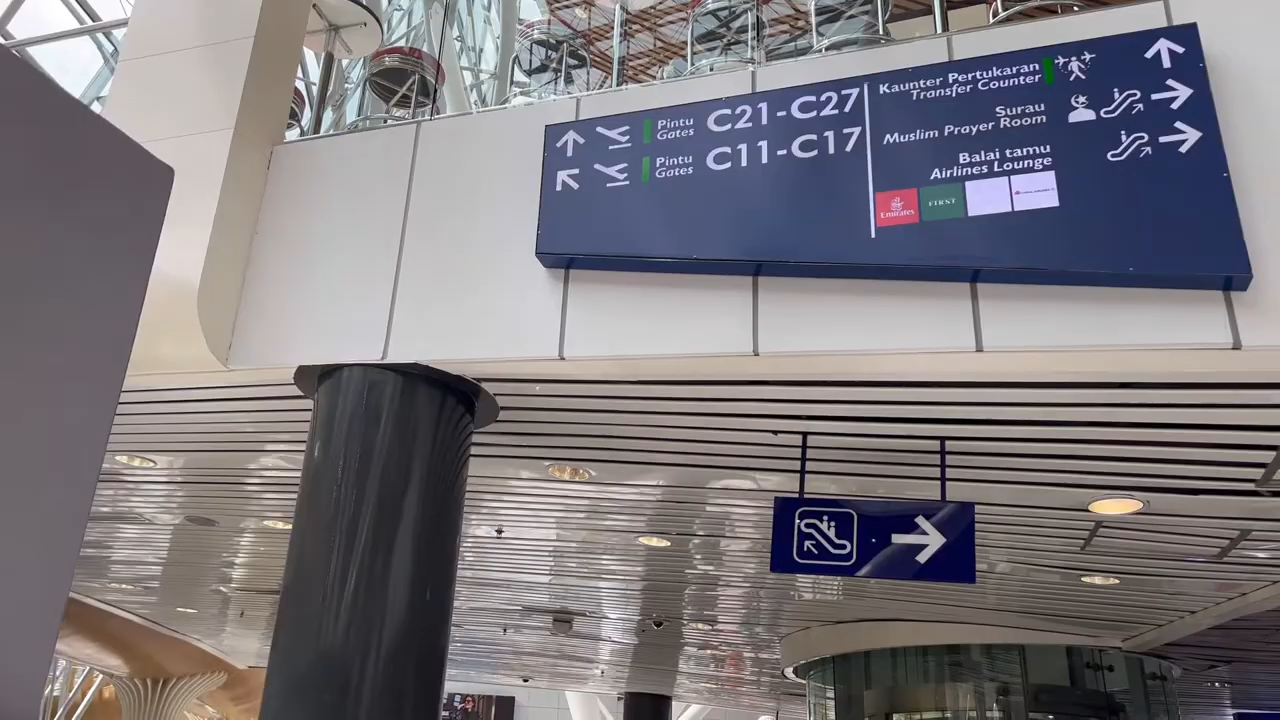 Pintu
Gates
C21-C27
Pintu
Gates
C11-C17
Kaunter Pertukaran
Transfer Counter
Surau
Muslim Prayer Room
Balai tamu
Airlines Lounge
Emirates
FIRST